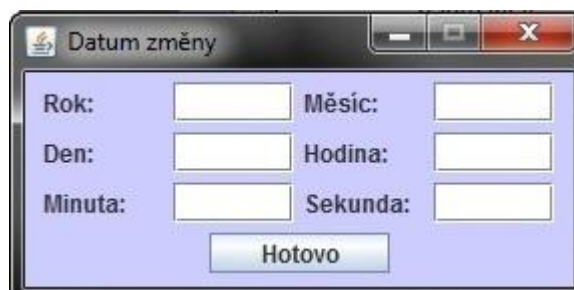 Datum změny
Rok: Měsíc:
Den: Hodina:
Minuta: Sekunda:
Hotovo